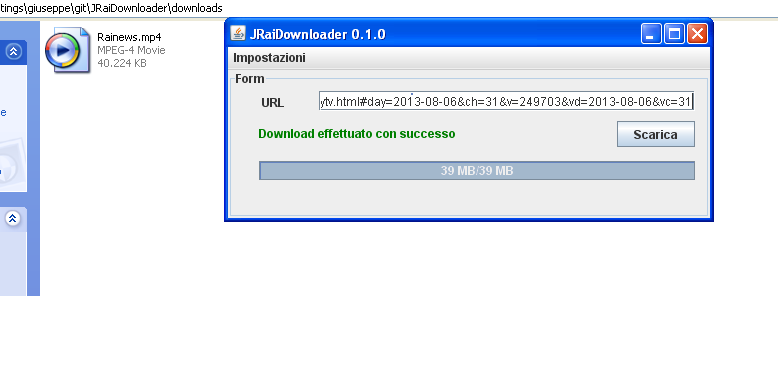 tings\giuseppe\git\JRaiDownloader\downloads
Rainews.mp4
MPEG-4 Movie
40.224 KB
JRaiDownloader 0.1.0
Impostazioni
Form
URL
ytv.html#day=2013-08-06&ch=31&v=249703&vd=2013-08-06&vc=31
Download effettuato con successo
Scarica
39 MB/39 MB